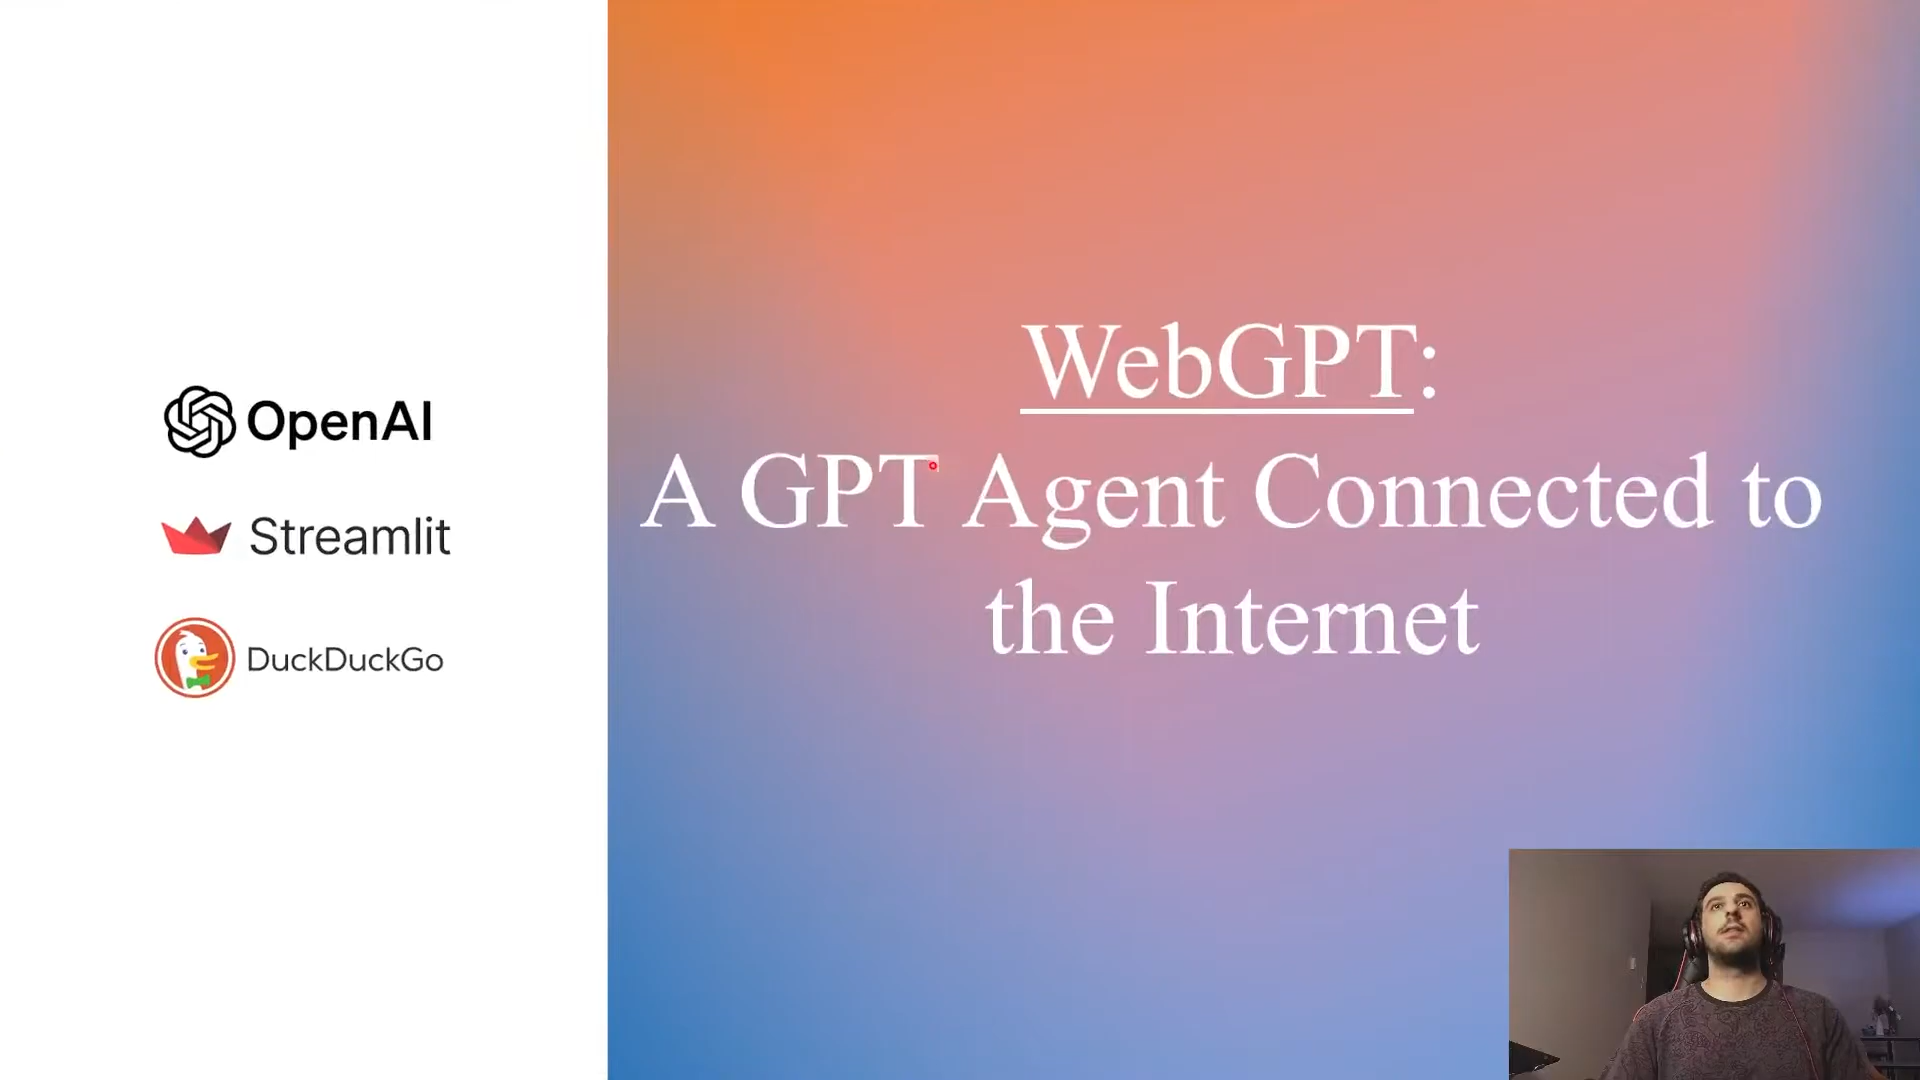 OpenAI
Streamlit
DuckDuckGo
WebGPT:
A GPT Agent Connected to
the Internet